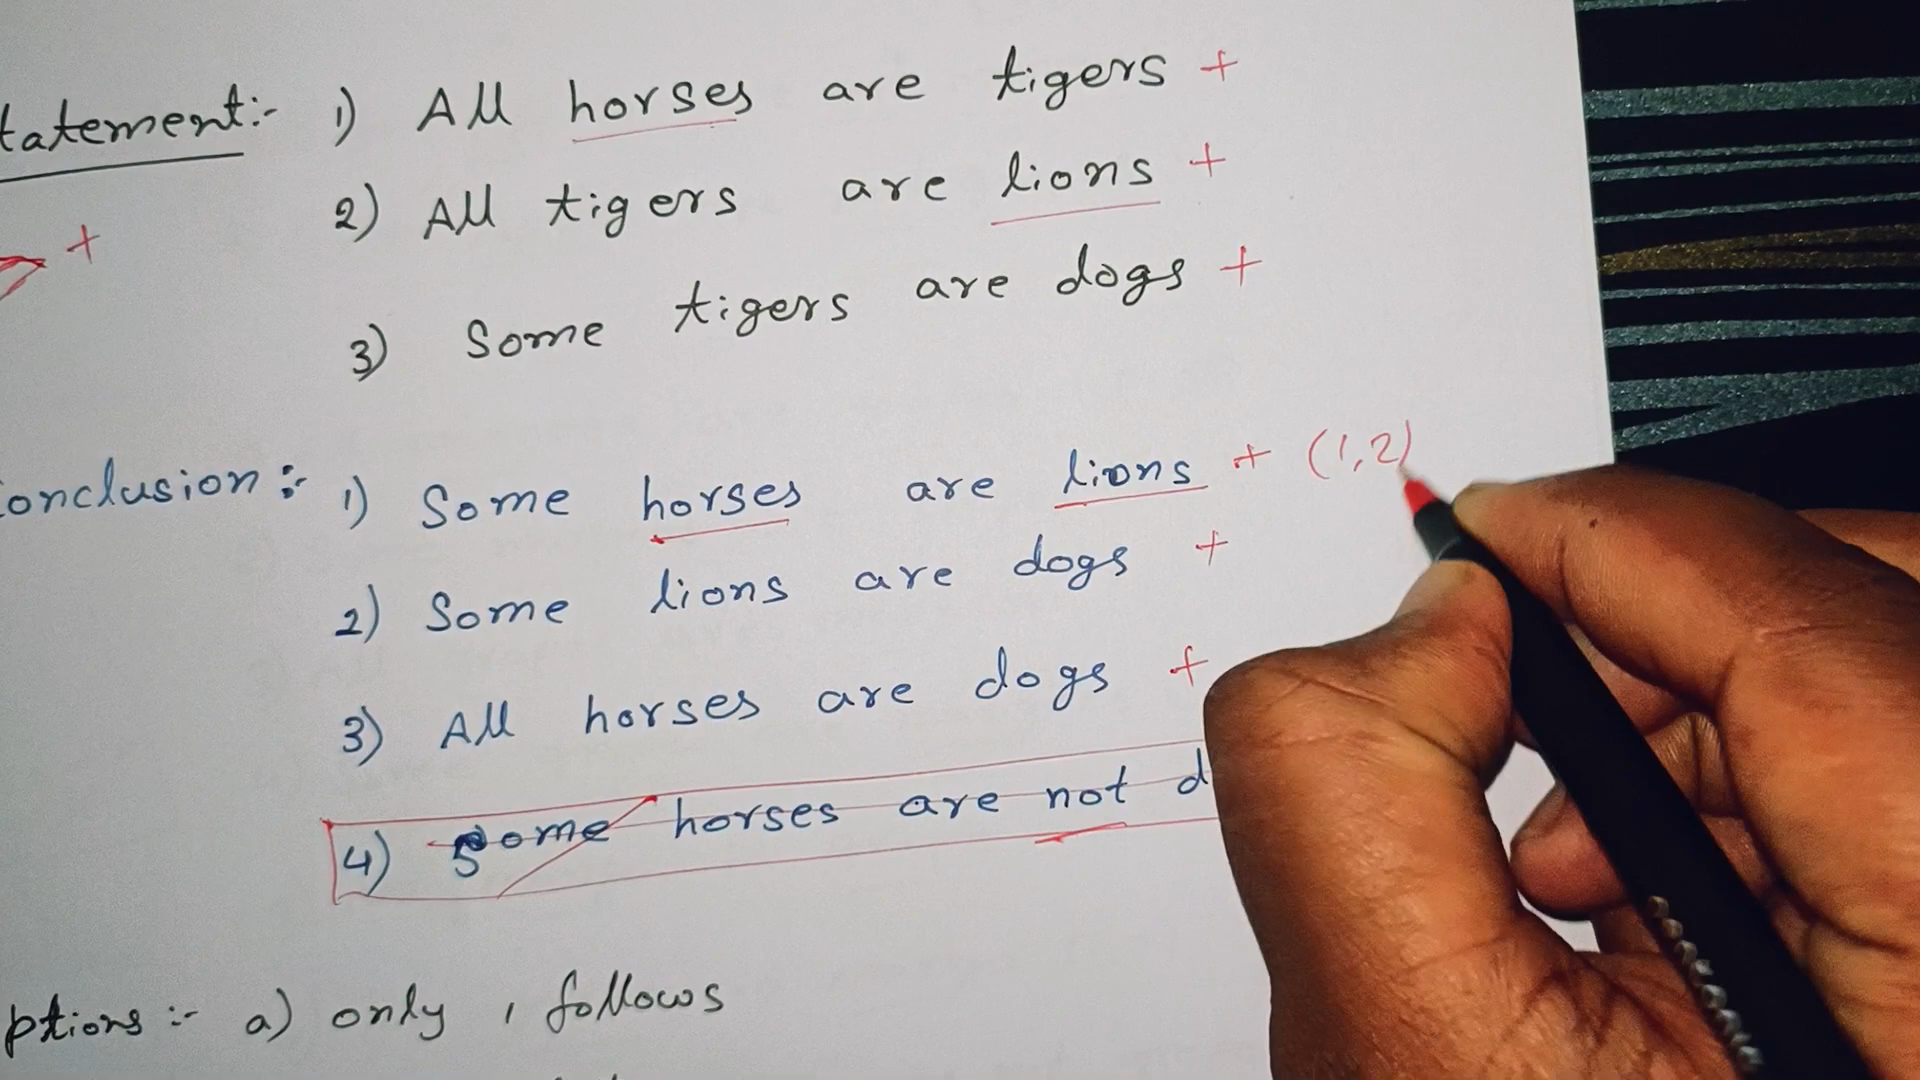 tatement:- 1) All horses are tigers +
2) All tigers are lions +
+
3) Some tigers are dogs +
onclusion :- 1) Some horses are lions + (1,2)
2) Some lions are dogs +
3) All horses are dogs +
4) Some horses are not d
ptions :- a) only 1 follows